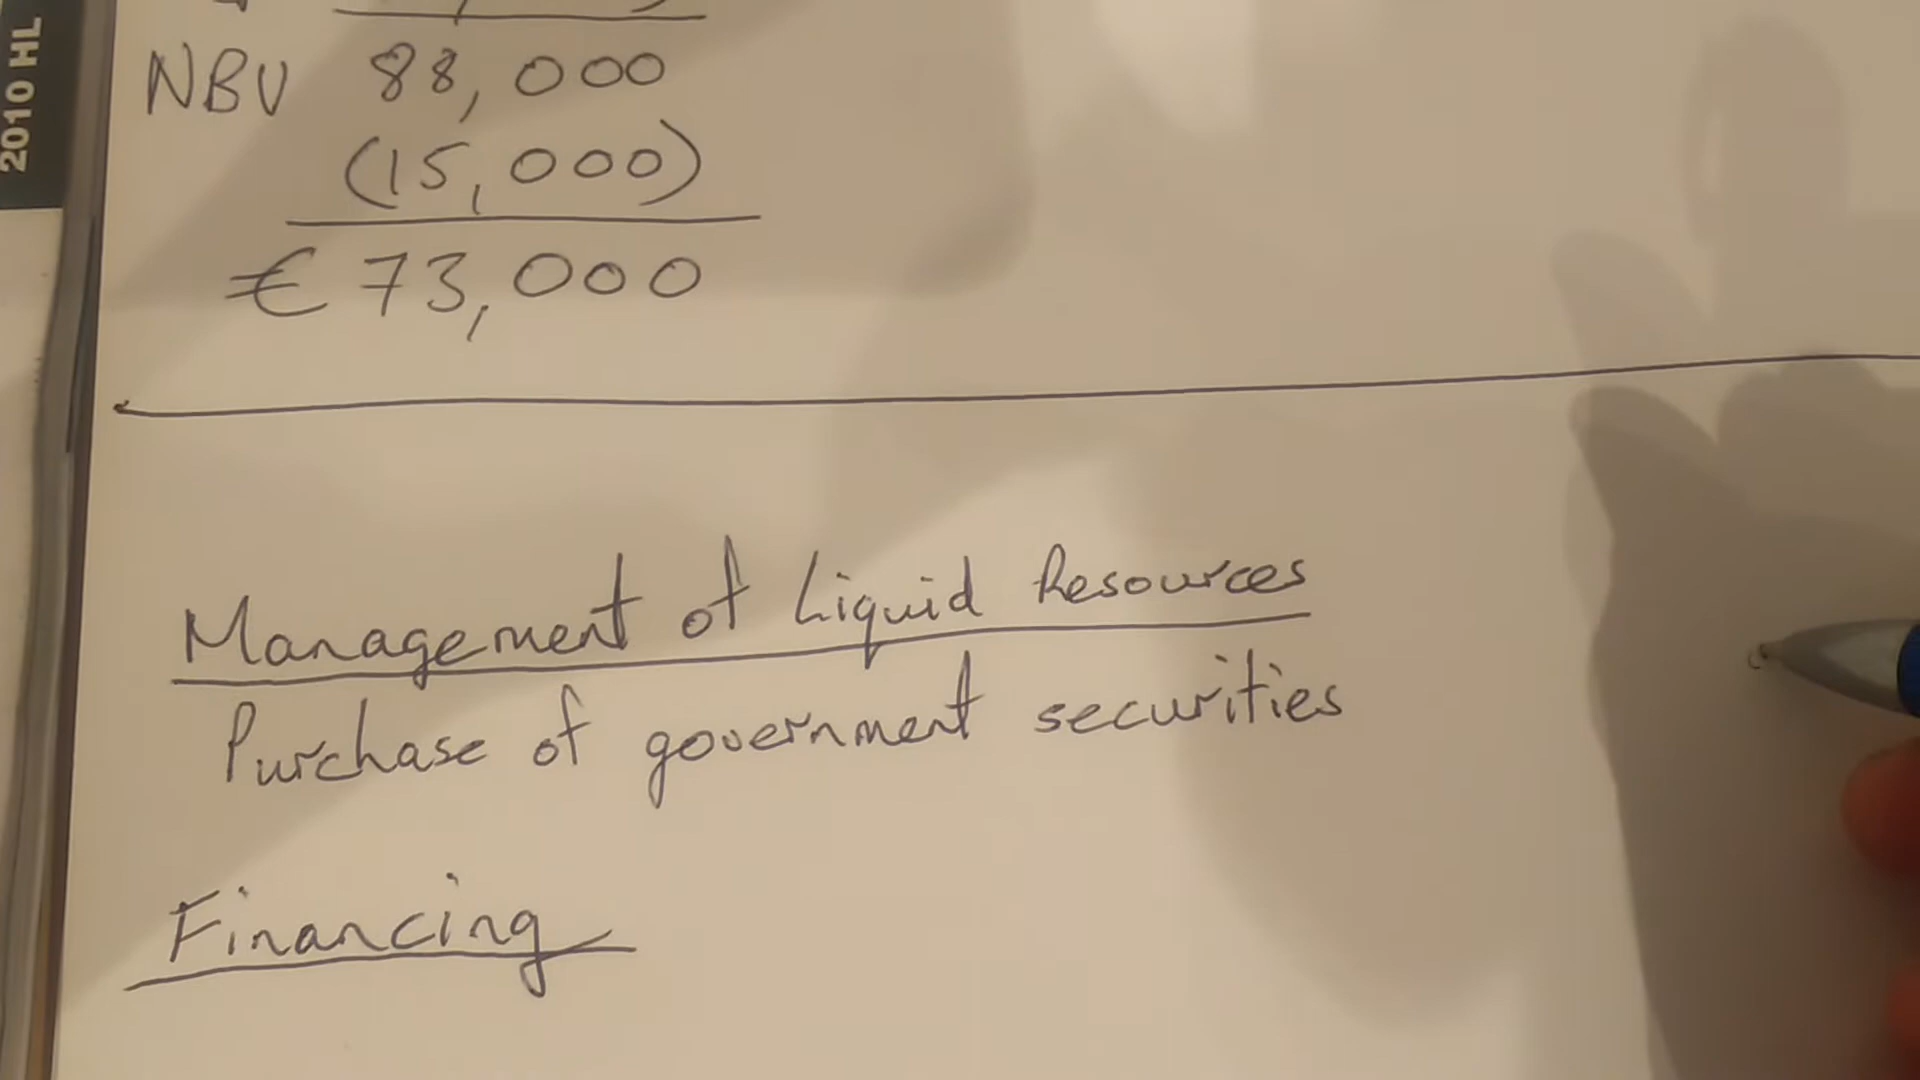 2010 HL
NBV 88,000
(15,000)
€ 73,000
Management of Liquid Resources
Purchase of government securities
Financing